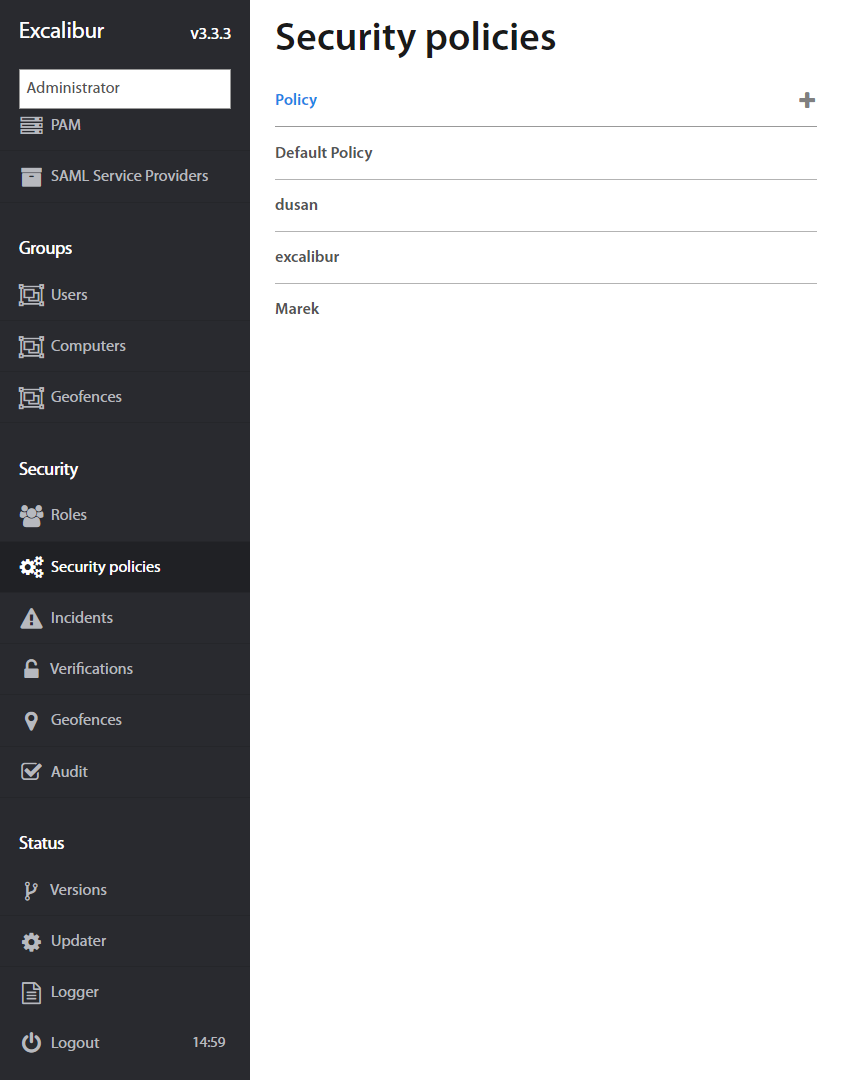 Excalibur v3.3.3
Administrator
PAM
SAML Service Providers
Groups
Users
Computers
Geofences
Security
Roles
Security policies
Incidents
Verifications
Geofences
Audit
Status
Versions
Updater
Logger
Logout 14:59
Security policies
Policy
Default Policy
dusan
excalibur
Marek